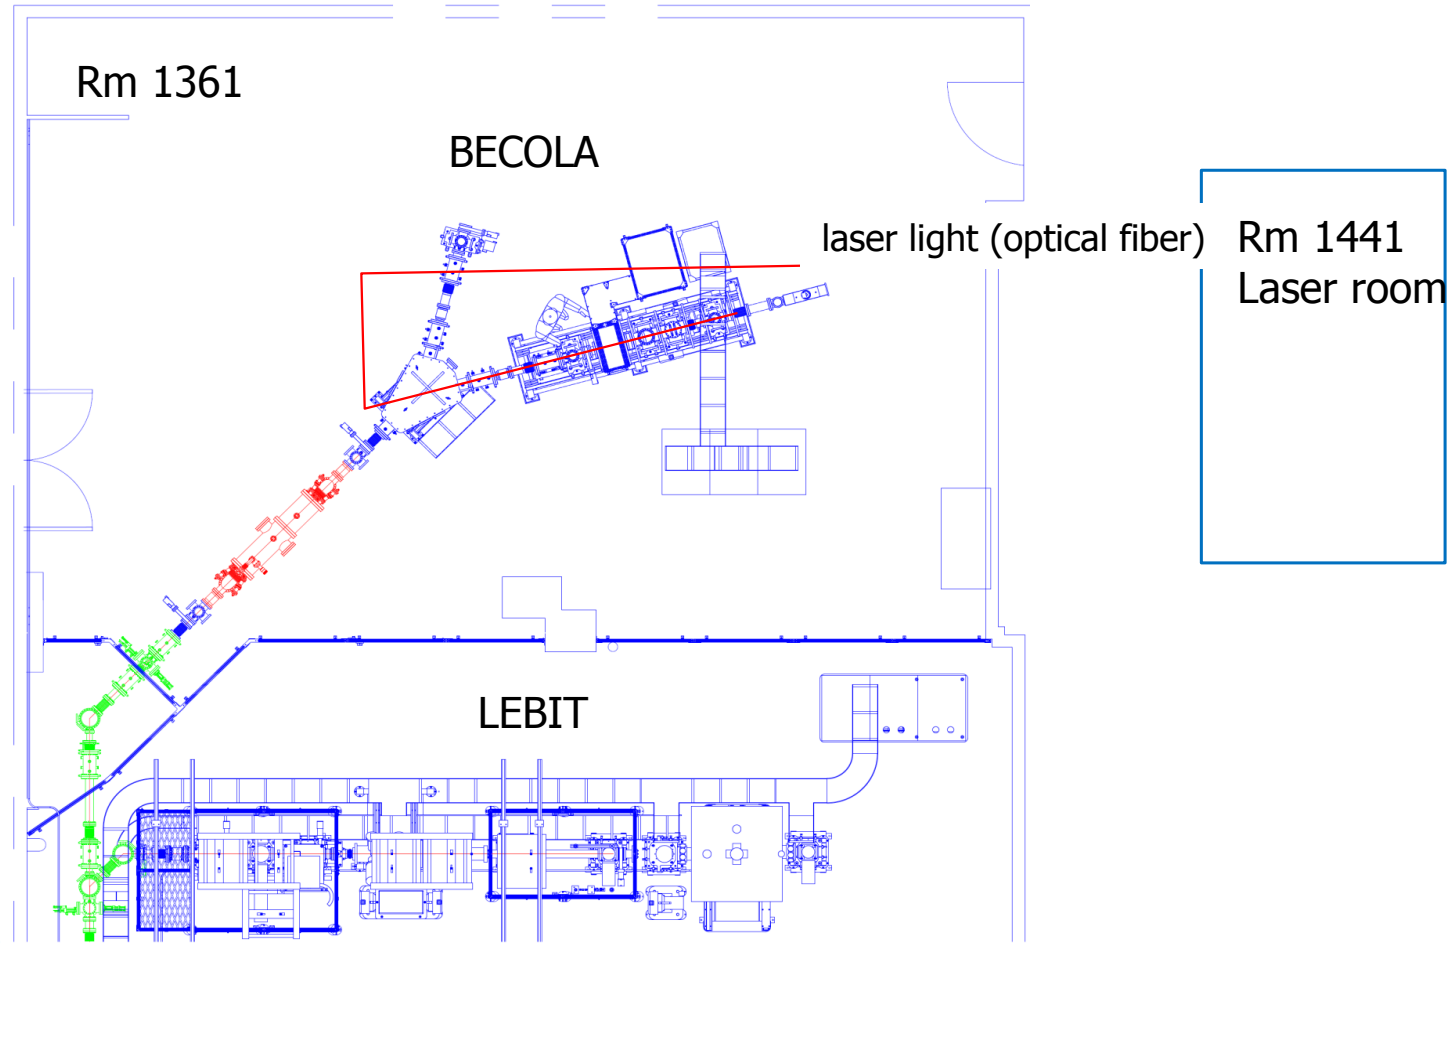 Rm 1361
BECOLA
laser light (optical fiber)
Rm 1441
Laser room
LEBIT